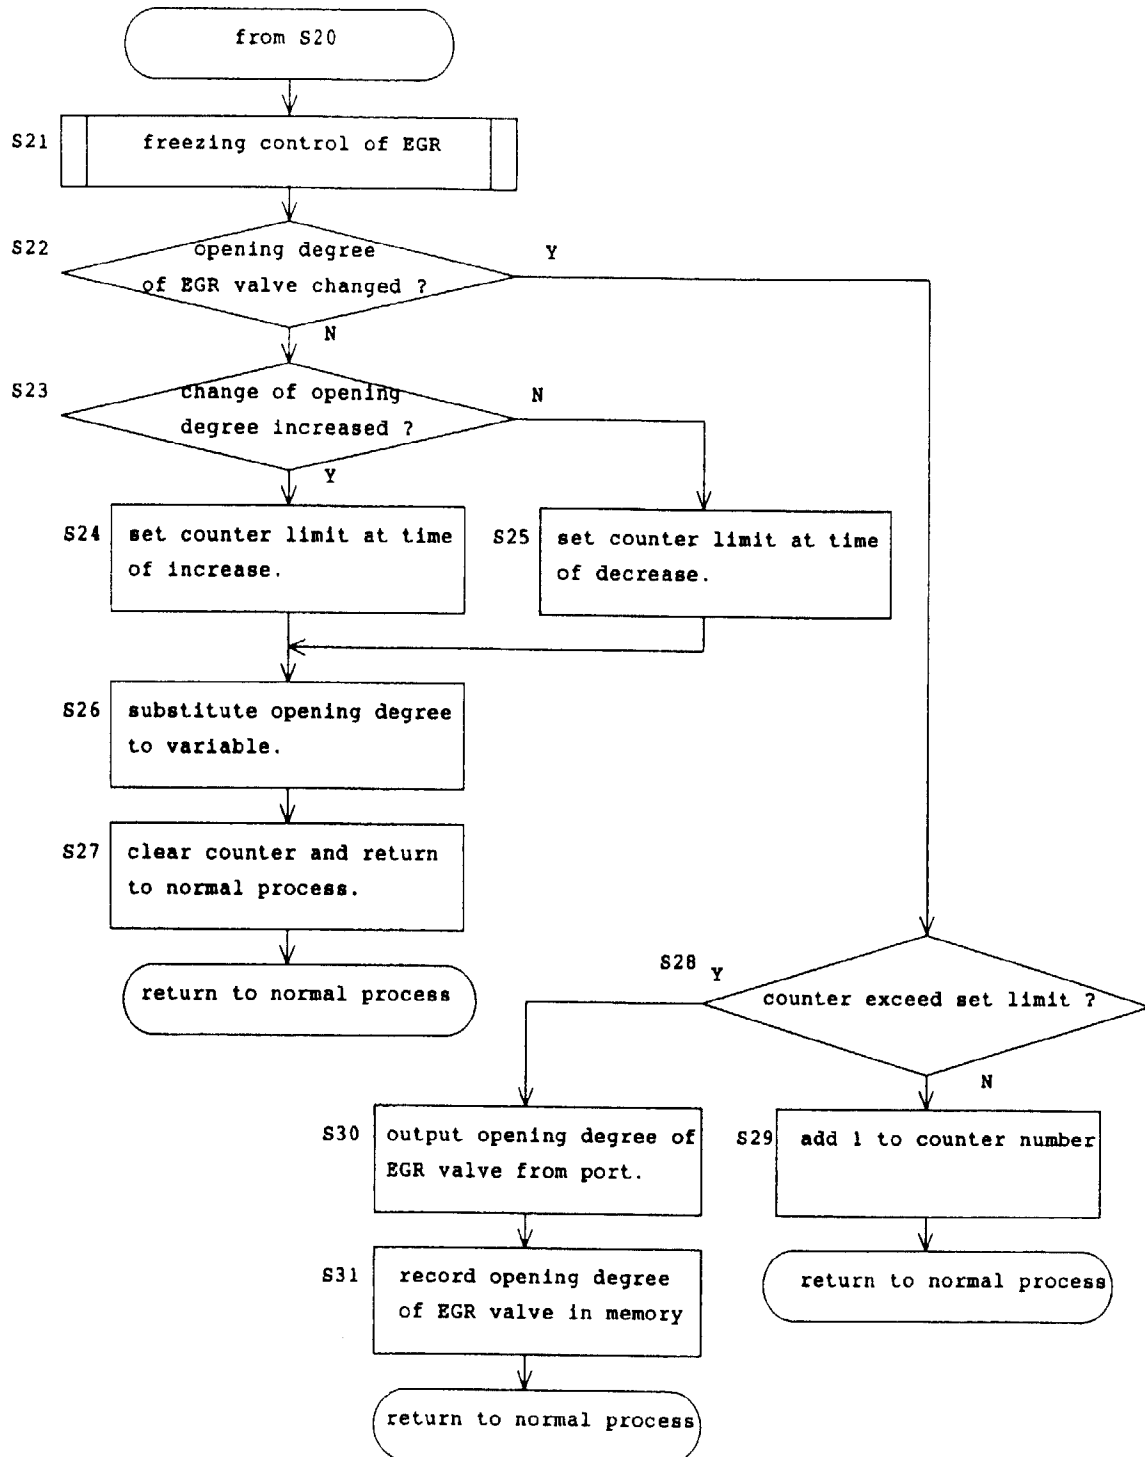 from S20
S21
freezing control of EGR
S22
opening degree
of EGR valve changed ?
Y
N
S23
change of opening
degree increased ?
N
Y
S24
set counter limit at time
of increase.
S25
set counter limit at time
of decrease.
S26
substitute opening degree
to variable.
S27
clear counter and return
to normal process.
return to normal process
S28
Y
counter exceed set limit ?
N
S30
output opening degree of
EGR valve from port.
S29
add 1 to counter number
S31
record opening degree
of EGR valve in memory
return to normal process
return to normal process